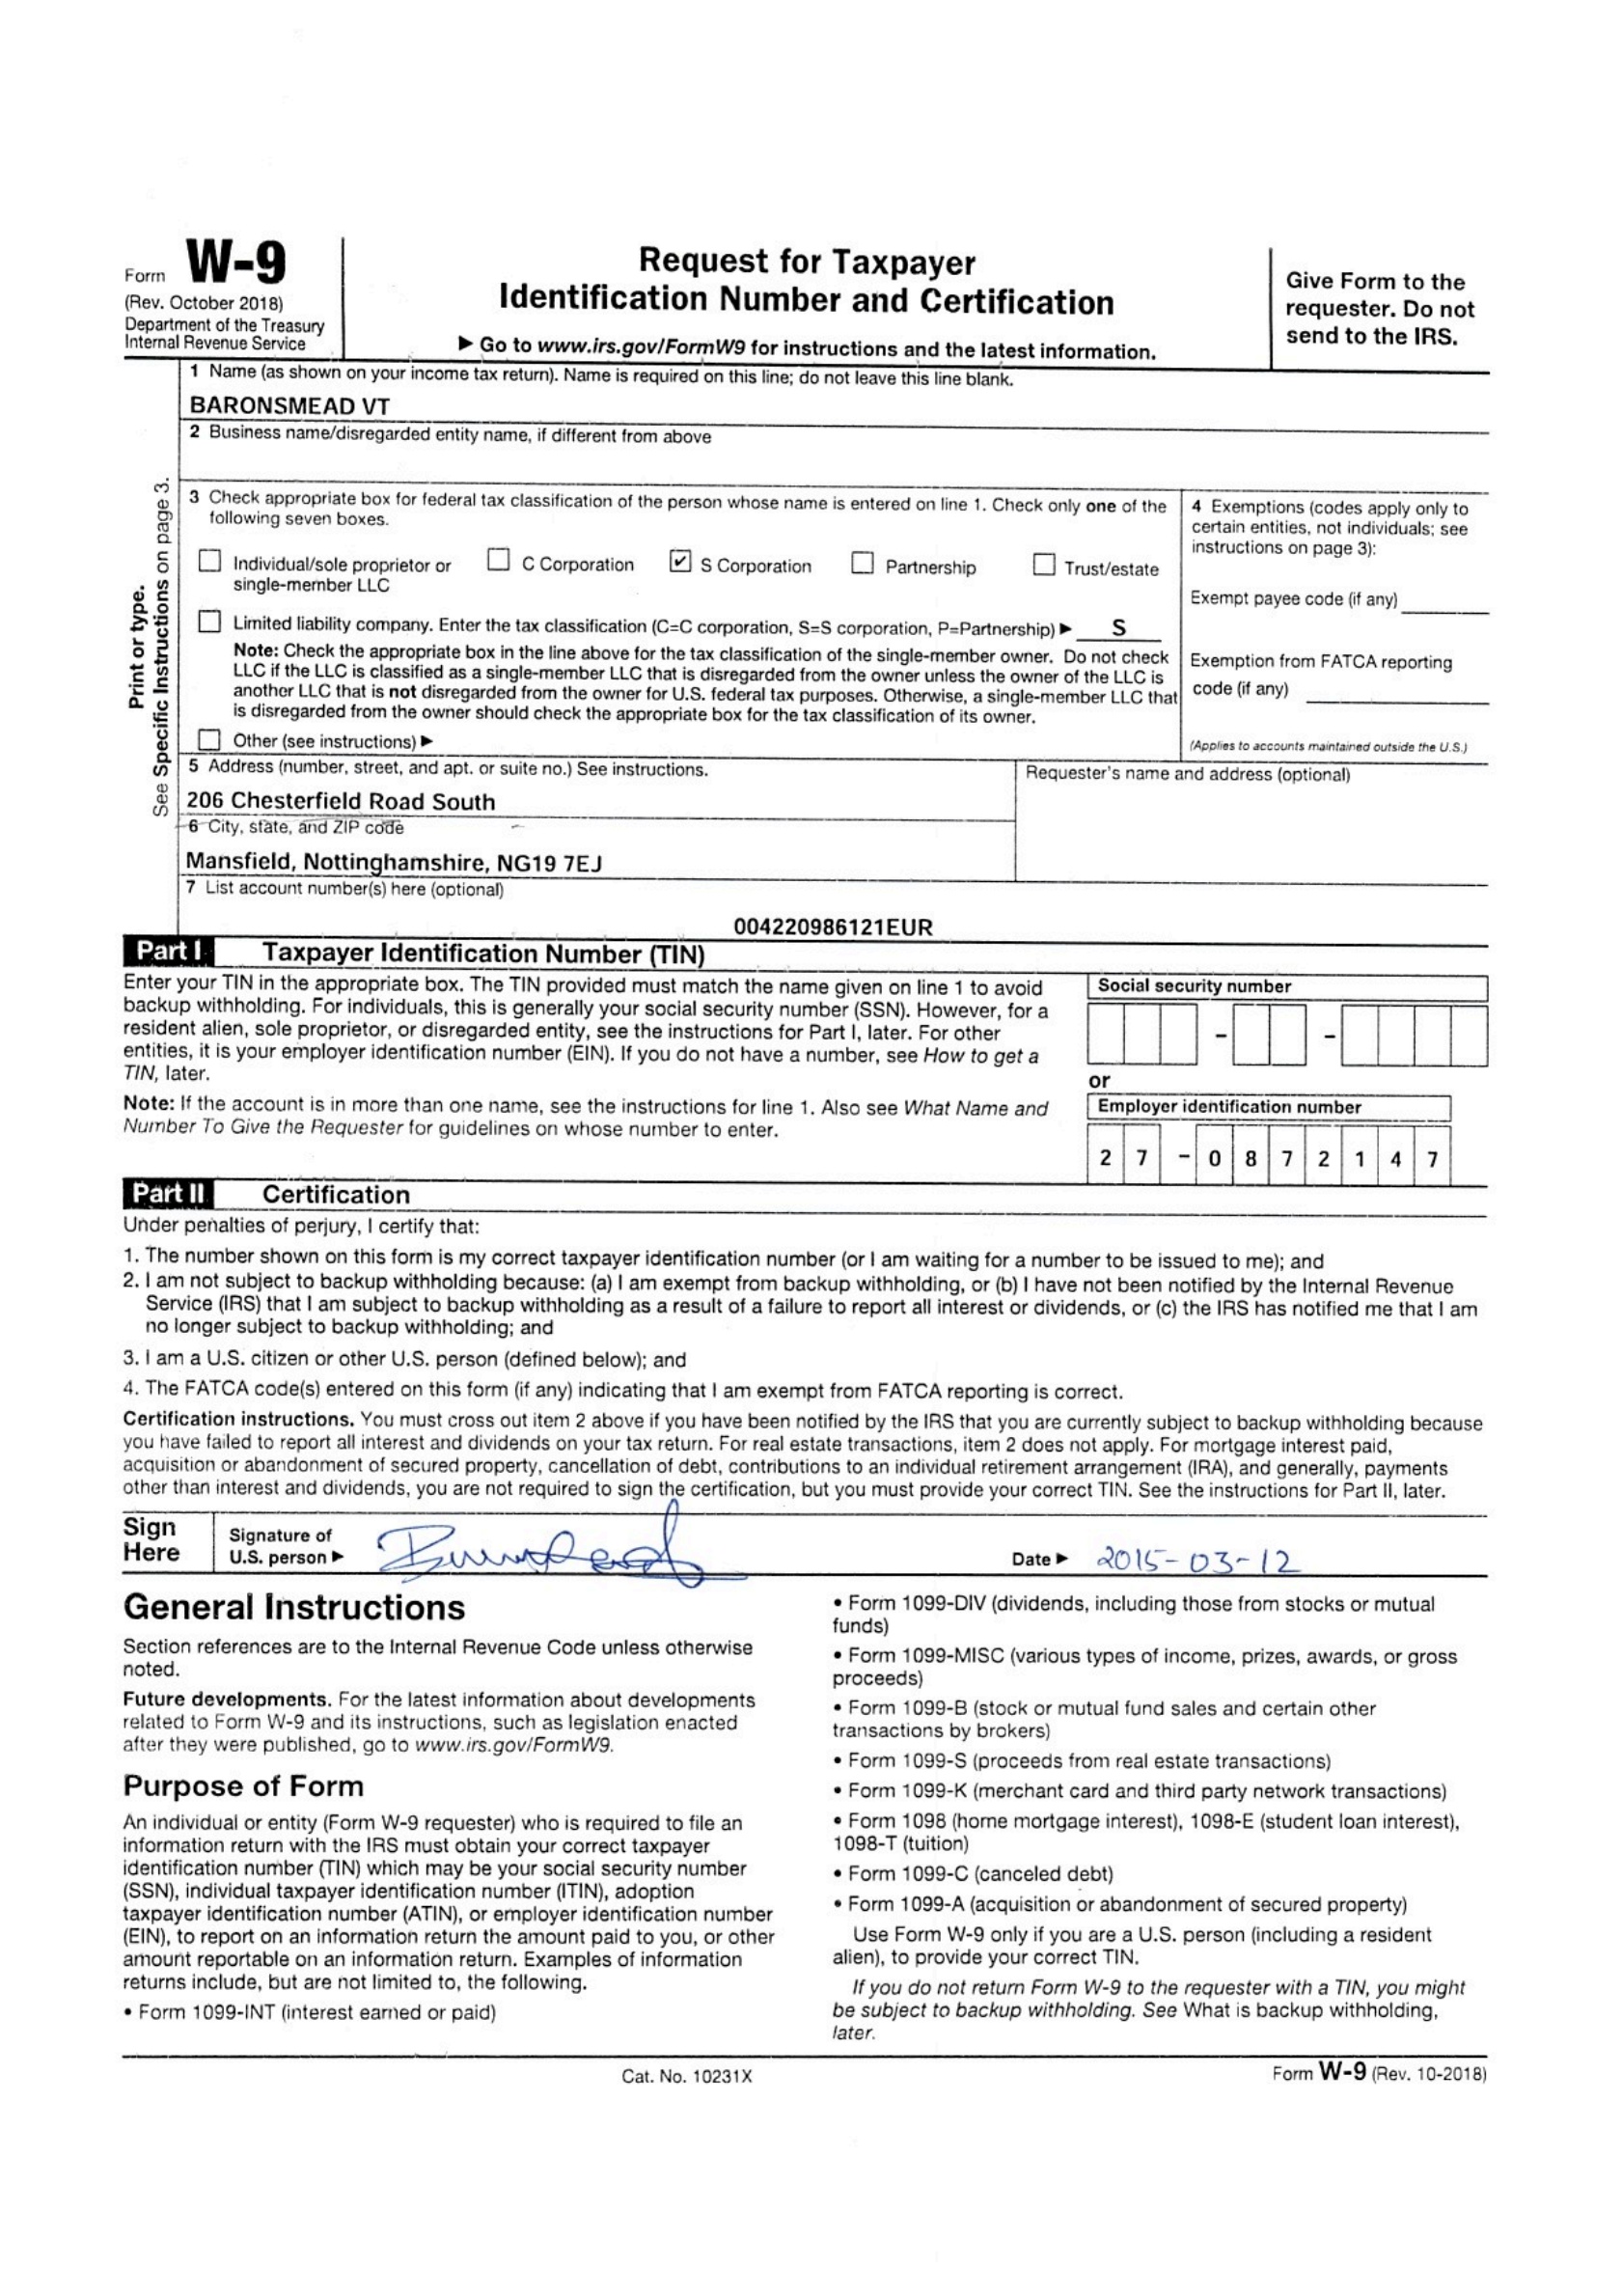 Form W-9
(Rev. October 2018)
Department of the Treasury
Internal Revenue Service
Request for Taxpayer
Identification Number and Certification
▶ Go to www.irs.gov/FormW9 for instructions and the latest information.
Give Form to the
requester. Do not
send to the IRS.
Print or type.
See Specific Instructions on page 3.
1 Name (as shown on your income tax return). Name is required on this line; do not leave this line blank.
BARONSMEAD VT
2 Business name/disregarded entity name, if different from above
3 Check appropriate box for federal tax classification of the person whose name is entered on line 1. Check only one of the
following seven boxes.
☐ Individual/sole proprietor or
single-member LLC
☐ C Corporation
☑ S Corporation
☐ Partnership
☐ Trust/estate
☐ Limited liability company. Enter the tax classification (C=C corporation, S=S corporation, P=Partnership) ▶ S
Note: Check the appropriate box in the line above for the tax classification of the single-member owner. Do not check
LLC if the LLC is classified as a single-member LLC that is disregarded from the owner unless the owner of the LLC is
another LLC that is not disregarded from the owner for U.S. federal tax purposes. Otherwise, a single-member LLC that
is disregarded from the owner should check the appropriate box for the tax classification of its owner.
☐ Other (see instructions) ▶
4 Exemptions (codes apply only to
certain entities, not individuals; see
instructions on page 3):
Exempt payee code (if any)
Exemption from FATCA reporting
code (if any)
(Applies to accounts maintained outside the U.S.)
5 Address (number, street, and apt. or suite no.) See instructions.
206 Chesterfield Road South
6 City, state, and ZIP code
Mansfield, Nottinghamshire, NG19 7EJ
Requester's name and address (optional)
7 List account number(s) here (optional)
004220986121EUR
Part I Taxpayer Identification Number (TIN)
Enter your TIN in the appropriate box. The TIN provided must match the name given on line 1 to avoid
backup withholding. For individuals, this is generally your social security number (SSN). However, for a
resident alien, sole proprietor, or disregarded entity, see the instructions for Part I, later. For other
entities, it is your employer identification number (EIN). If you do not have a number, see How to get a
TIN, later.
Note: If the account is in more than one name, see the instructions for line 1. Also see What Name and
Number To Give the Requester for guidelines on whose number to enter.
Social security number
– –
or
Employer identification number
2 7 – 0 8 7 2 1 4 7
Part II Certification
Under penalties of perjury, I certify that:
1. The number shown on this form is my correct taxpayer identification number (or I am waiting for a number to be issued to me); and
2. I am not subject to backup withholding because: (a) I am exempt from backup withholding, or (b) I have not been notified by the Internal Revenue
Service (IRS) that I am subject to backup withholding as a result of a failure to report all interest or dividends, or (c) the IRS has notified me that I am
no longer subject to backup withholding; and
3. I am a U.S. citizen or other U.S. person (defined below); and
4. The FATCA code(s) entered on this form (if any) indicating that I am exempt from FATCA reporting is correct.
Certification instructions. You must cross out item 2 above if you have been notified by the IRS that you are currently subject to backup withholding because
you have failed to report all interest and dividends on your tax return. For real estate transactions, item 2 does not apply. For mortgage interest paid,
acquisition or abandonment of secured property, cancellation of debt, contributions to an individual retirement arrangement (IRA), and generally, payments
other than interest and dividends, you are not required to sign the certification, but you must provide your correct TIN. See the instructions for Part II, later.
Sign
Here
Signature of
U.S. person ▶
Date ▶ 2015-03-12
General Instructions
Section references are to the Internal Revenue Code unless otherwise
noted.
Future developments. For the latest information about developments
related to Form W-9 and its instructions, such as legislation enacted
after they were published, go to www.irs.gov/FormW9.
Purpose of Form
An individual or entity (Form W-9 requester) who is required to file an
information return with the IRS must obtain your correct taxpayer
identification number (TIN) which may be your social security number
(SSN), individual taxpayer identification number (ITIN), adoption
taxpayer identification number (ATIN), or employer identification number
(EIN), to report on an information return the amount paid to you, or other
amount reportable on an information return. Examples of information
returns include, but are not limited to, the following.
• Form 1099-INT (interest earned or paid)
• Form 1099-DIV (dividends, including those from stocks or mutual
funds)
• Form 1099-MISC (various types of income, prizes, awards, or gross
proceeds)
• Form 1099-B (stock or mutual fund sales and certain other
transactions by brokers)
• Form 1099-S (proceeds from real estate transactions)
• Form 1099-K (merchant card and third party network transactions)
• Form 1098 (home mortgage interest), 1098-E (student loan interest),
1098-T (tuition)
• Form 1099-C (canceled debt)
• Form 1099-A (acquisition or abandonment of secured property)
Use Form W-9 only if you are a U.S. person (including a resident
alien), to provide your correct TIN.
If you do not return Form W-9 to the requester with a TIN, you might
be subject to backup withholding. See What is backup withholding,
later.
Cat. No. 10231X
Form W-9 (Rev. 10-2018)